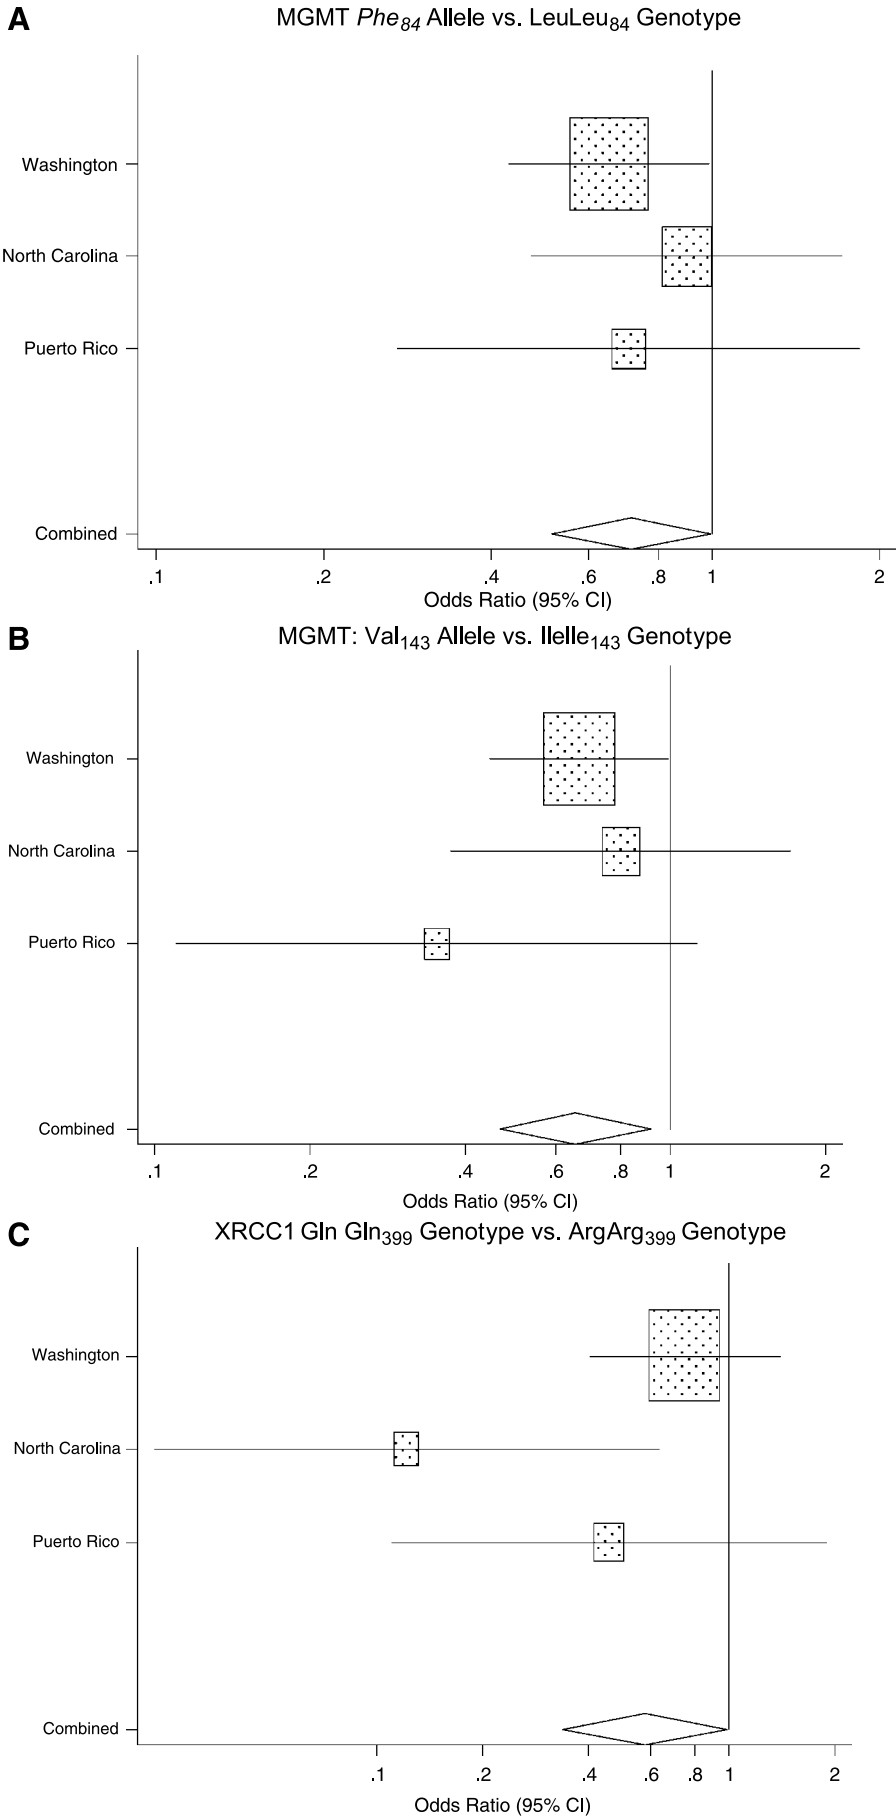 A
MGMT Phe84 Allele vs. LeuLeu84 Genotype
Washington
North Carolina
Puerto Rico
Combined
.1 .2 .4 .6 .8 1 2
Odds Ratio (95% CI)
B
MGMT: Val143 Allele vs. IleIle143 Genotype
Washington
North Carolina
Puerto Rico
Combined
.1 .2 .4 .6 .8 1 2
Odds Ratio (95% CI)
C
XRCC1 Gln Gln399 Genotype vs. ArgArg399 Genotype
Washington
North Carolina
Puerto Rico
Combined
.1 .2 .4 .6 .8 1 2
Odds Ratio (95% CI)